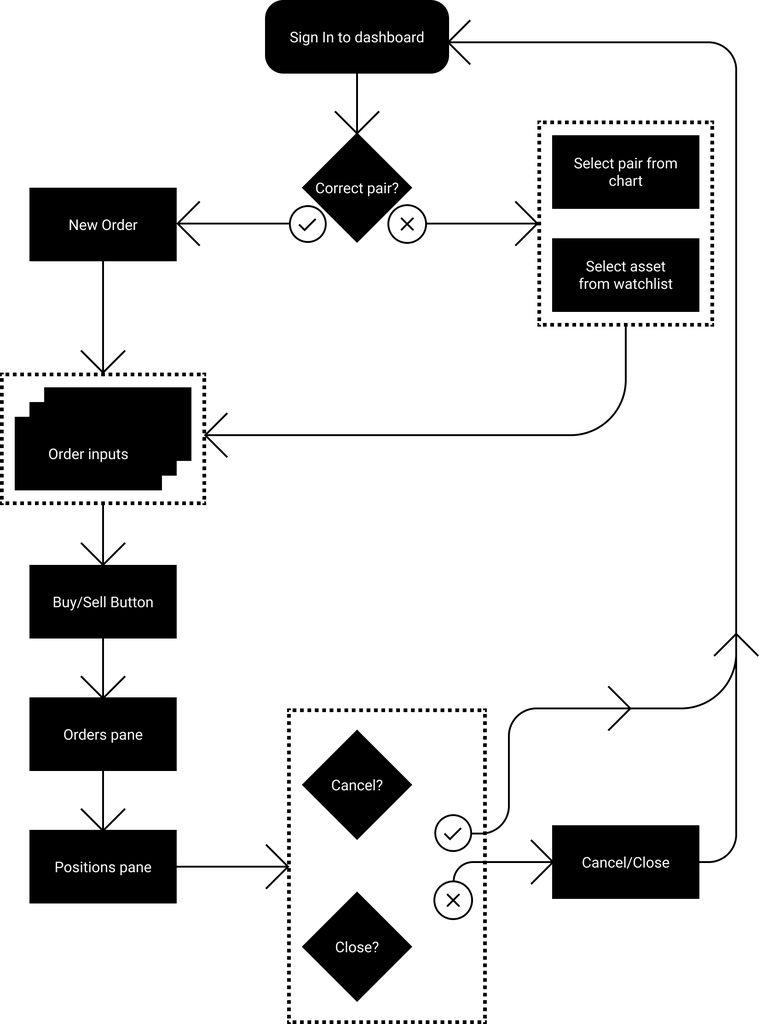 Sign In to dashboard
Correct pair?
Select pair from
chart
New Order
Select asset
from watchlist
Order inputs
Buy/Sell Button
Orders pane
Cancel?
Positions pane
Cancel/Close
Close?